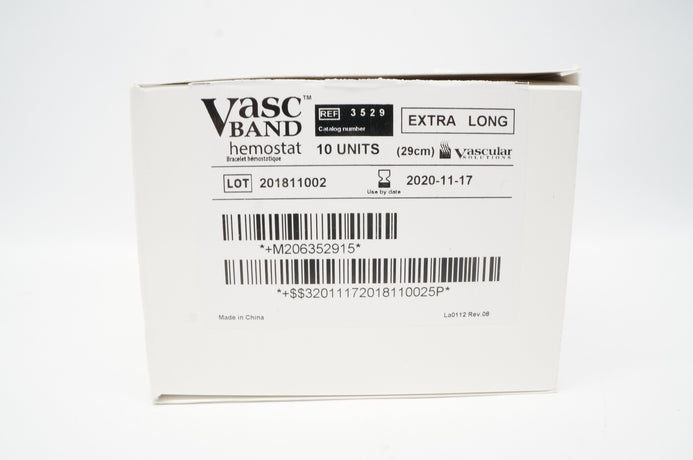 Vasc™
BAND
hemostat
Bracelet hémostatique
REF 3529
Catalog number
EXTRA LONG
10 UNITS (29cm) Vascular
SOLUTIONS
LOT 201811002 2020-11-17
Use by date
*+M206352915*
*+$$32011172018110025P*
Made in China La0112 Rev.08